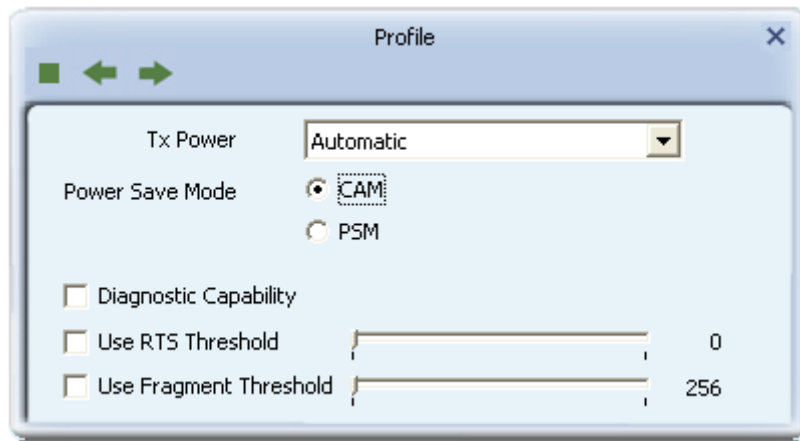 Profile
Tx Power Automatic
Power Save Mode CAM
PSM
Diagnostic Capability
Use RTS Threshold 0
Use Fragment Threshold 256